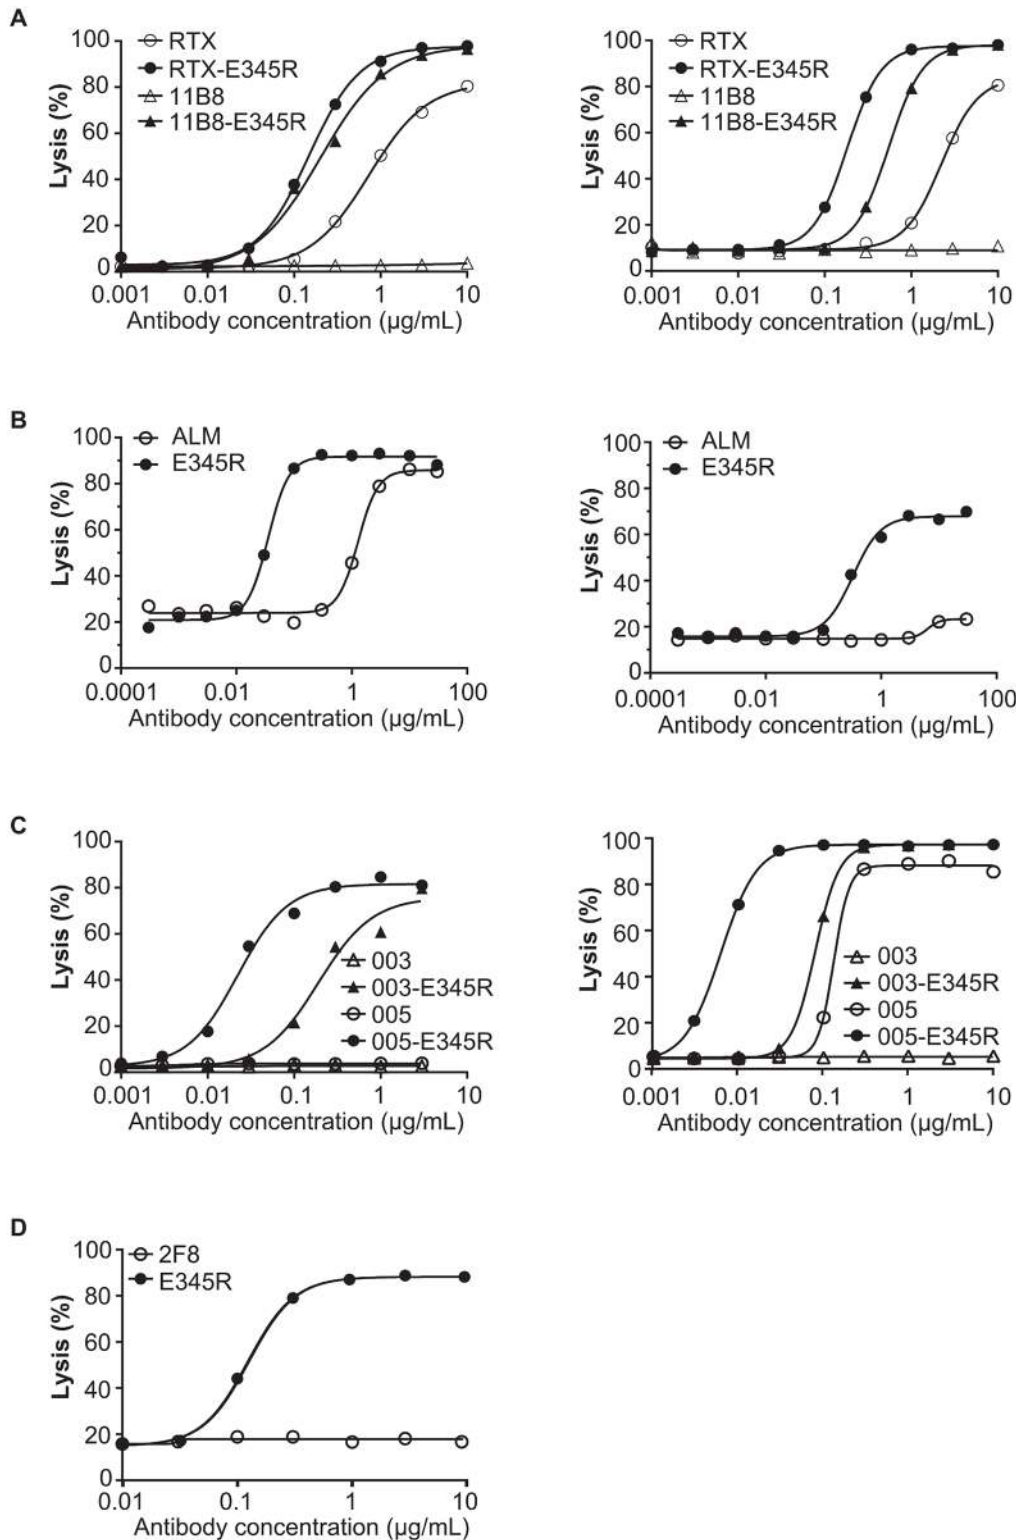 A
100
80
60
40
20
0
Lysis (%)
RTX
RTX-E345R
11B8
11B8-E345R
0.001
0.01
0.1
1
10
Antibody concentration (µg/mL)
100
80
60
40
20
0
Lysis (%)
RTX
RTX-E345R
11B8
11B8-E345R
0.001
0.01
0.1
1
10
Antibody concentration (µg/mL)
B
100
80
60
40
20
0
Lysis (%)
ALM
E345R
0.0001
0.01
1
100
Antibody concentration (µg/mL)
100
80
60
40
20
0
Lysis (%)
ALM
E345R
0.0001
0.01
1
100
Antibody concentration (µg/mL)
C
100
80
60
40
20
0
Lysis (%)
003
003-E345R
005
005-E345R
0.001
0.01
0.1
1
10
Antibody concentration (µg/mL)
100
80
60
40
20
0
Lysis (%)
003
003-E345R
005
005-E345R
0.001
0.01
0.1
1
10
Antibody concentration (µg/mL)
D
100
80
60
40
20
0
Lysis (%)
2F8
E345R
0.01
0.1
1
10
Antibody concentration (µg/mL)